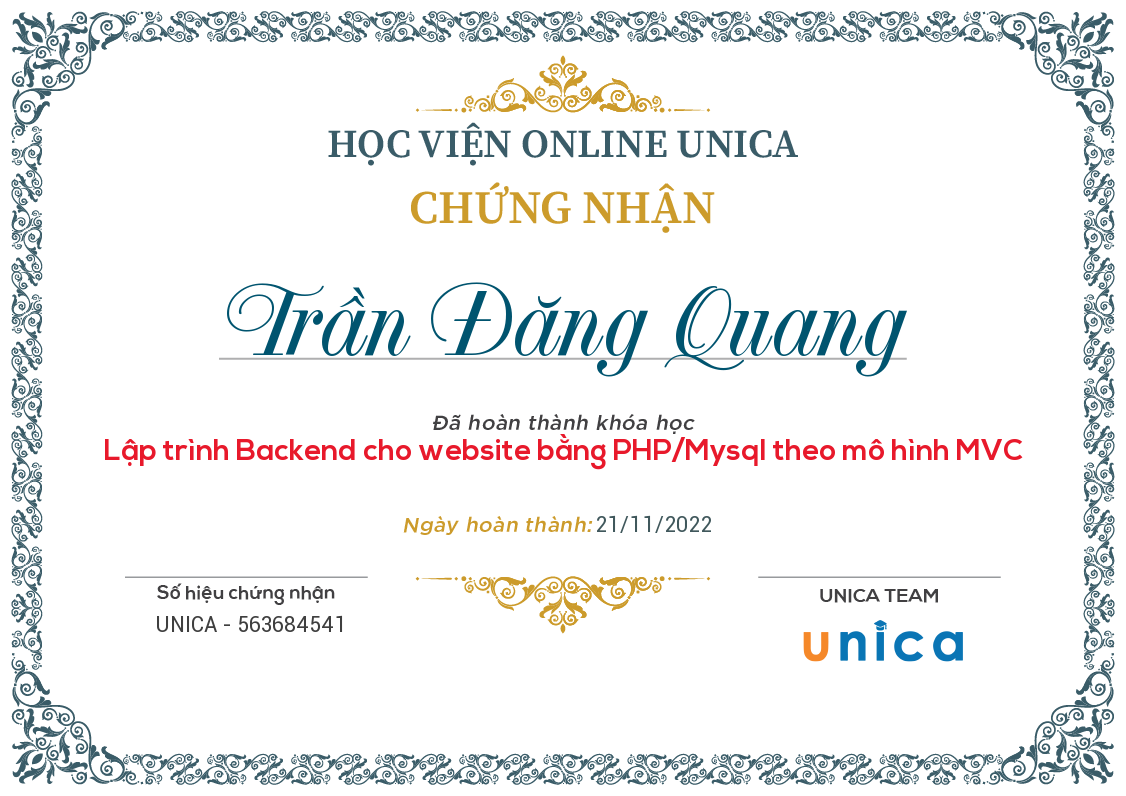 HỌC VIỆN ONLINE UNICA
CHỨNG NHẬN
Trần Đăng Quang
Đã hoàn thành khóa học
Lập trình Backend cho website bằng PHP/Mysql theo mô hình MVC
Ngày hoàn thành: 21/11/2022
Số hiệu chứng nhận
UNICA - 563684541
UNICA TEAM
unica